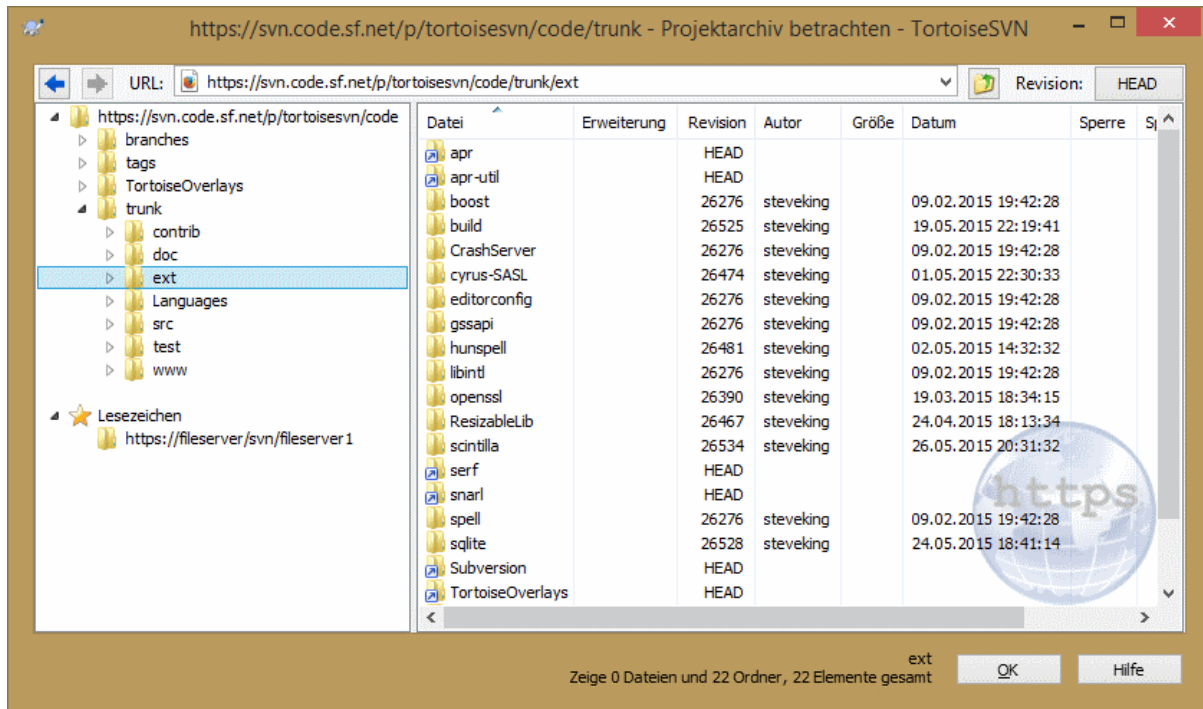 https://svn.code.sf.net/p/tortoisesvn/code/trunk - Projektarchiv betrachten - TortoiseSVN
URL: https://svn.code.sf.net/p/tortoisesvn/code/trunk/ext Revision: HEAD
https://svn.code.sf.net/p/tortoisesvn/code
branches
tags
TortoiseOverlays
trunk
contrib
doc
ext
Languages
src
test
www
Lesezeichen
https://fileserver/svn/fileserver1
Datei Erweiterung Revision Autor Größe Datum Sperre
apr HEAD
apr-util HEAD
boost 26276 steveking 09.02.2015 19:42:28
build 26525 steveking 19.05.2015 22:19:41
CrashServer 26276 steveking 09.02.2015 19:42:28
cyrus-SASL 26474 steveking 01.05.2015 22:30:33
editorconfig 26276 steveking 09.02.2015 19:42:28
gssapi 26276 steveking 09.02.2015 19:42:28
hunspell 26481 steveking 02.05.2015 14:32:32
libintl 26276 steveking 09.02.2015 19:42:28
openssl 26390 steveking 19.03.2015 18:34:15
ResizableLib 26467 steveking 24.04.2015 18:13:34
scintilla 26534 steveking 26.05.2015 20:31:32
serf HEAD
snarl HEAD
spell 26276 steveking 09.02.2015 19:42:28
sqlite 26528 steveking 24.05.2015 18:41:14
Subversion HEAD
TortoiseOverlays HEAD
https
ext
Zeige 0 Dateien und 22 Ordner, 22 Elemente gesamt
OK Hilfe